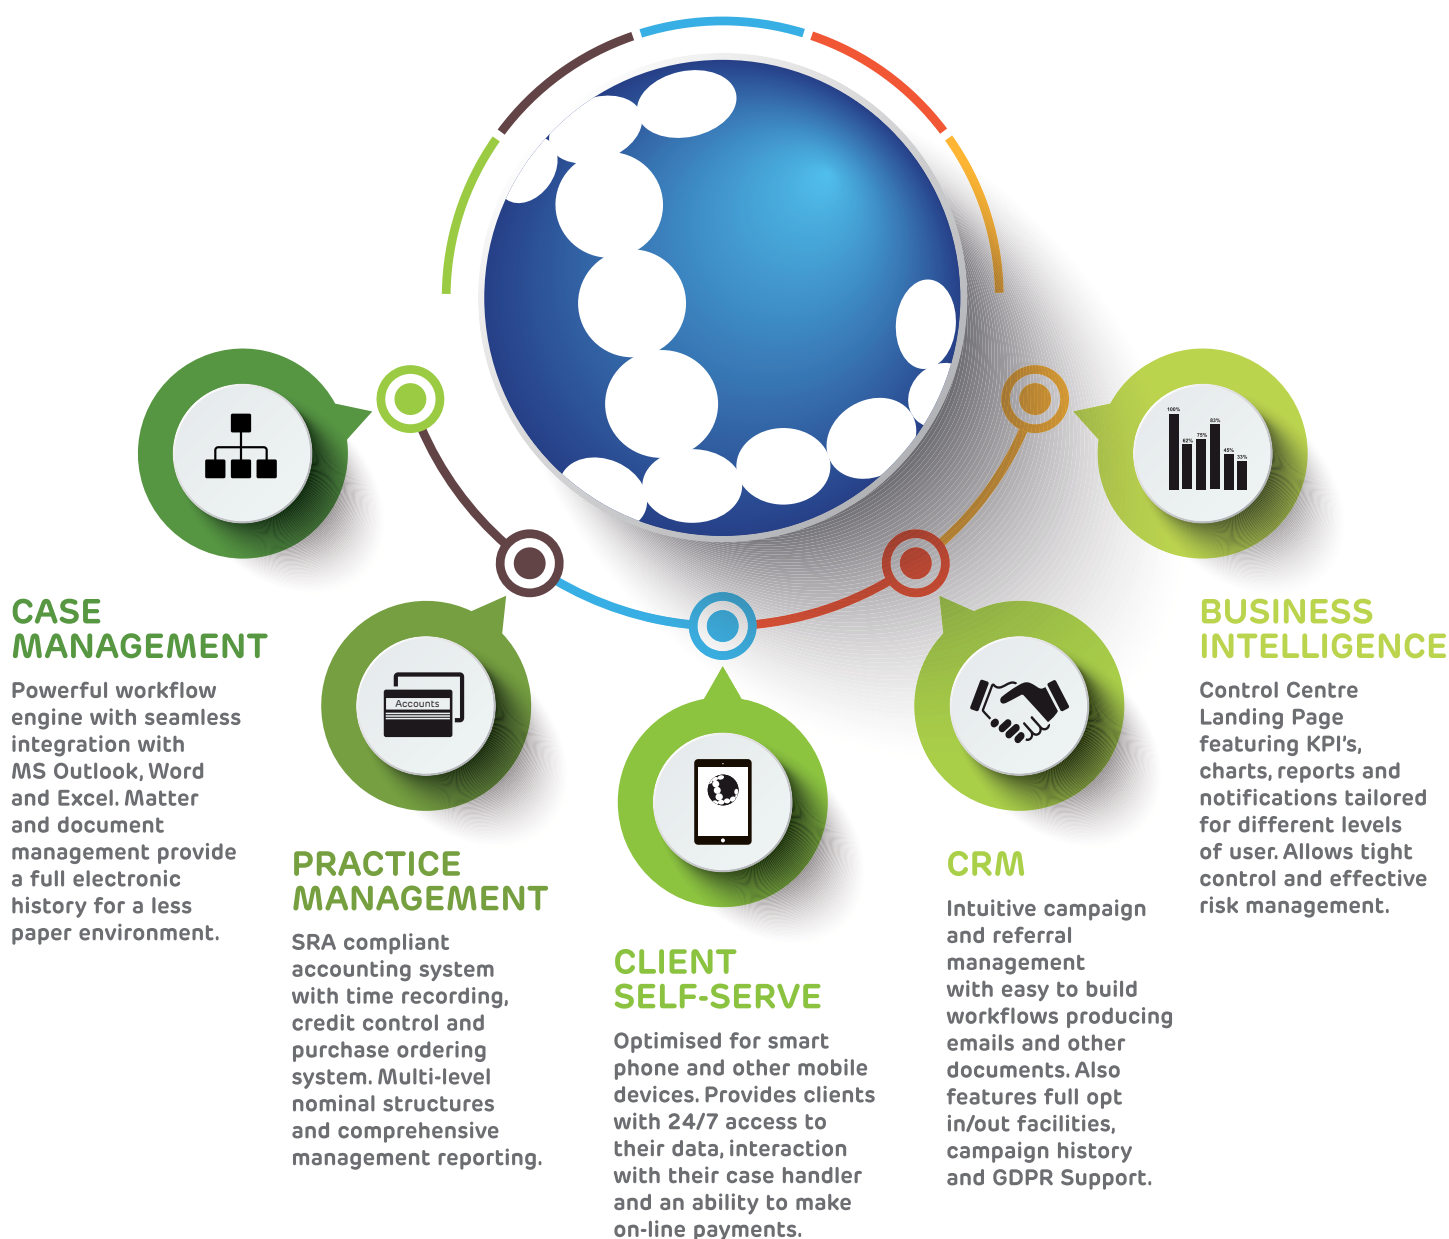 CASE
MANAGEMENT
Powerful workflow
engine with seamless
integration with
MS Outlook, Word
and Excel. Matter
and document
management provide
a full electronic
history for a less
paper environment.
Accounts
PRACTICE
MANAGEMENT
SRA compliant
accounting system
with time recording,
credit control and
purchase ordering
system. Multi-level
nominal structures
and comprehensive
management reporting.
CLIENT
SELF-SERVE
Optimised for smart
phone and other mobile
devices. Provides clients
with 24/7 access to
their data, interaction
with their case handler
and an ability to make
on-line payments.
CRM
Intuitive campaign
and referral
management
with easy to build
workflows producing
emails and other
documents. Also
features full opt
in/out facilities,
campaign history
and GDPR Support.
100%
62%
75%
83%
45%
33%
BUSINESS
INTELLIGENCE
Control Centre
Landing Page
featuring KPI's,
charts, reports and
notifications tailored
for different levels
of user. Allows tight
control and effective
risk management.